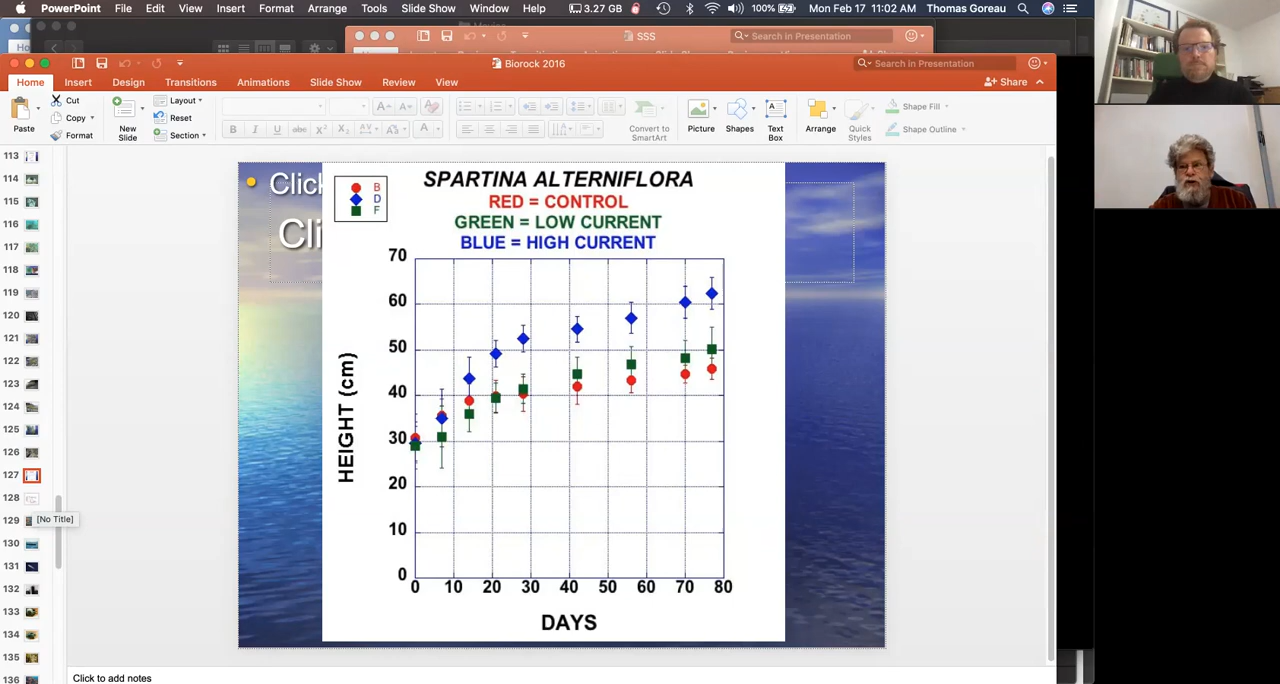 PowerPoint File Edit View Insert Format Arrange Tools Slide Show Window Help 3.27 GB 100% Mon Feb 17 11:02 AM Thomas Goreau
SSS Search in Presentation
Biorock 2016 Search in Presentation
Home Insert Design Transitions Animations Slide Show Review View Share
Paste
Cut
Copy
Format
New Slide
Layout
Reset
Section
B I U abc X² X₂ AV
Convert to SmartArt
Picture
Shapes
Text Box
Arrange
Quick Styles
Shape Fill
Shape Outline
113
114
115
116
117
118
119
120
121
122
123
124
125
126
127
128
129
130
131
132
133
134
135
136
[No Title]
Click
Cli
B
D
F
SPARTINA ALTERNIFLORA
RED = CONTROL
GREEN = LOW CURRENT
BLUE = HIGH CURRENT
70
60
50
40
30
20
10
0
HEIGHT (cm)
0 10 20 30 40 50 60 70 80
DAYS
Click to add notes